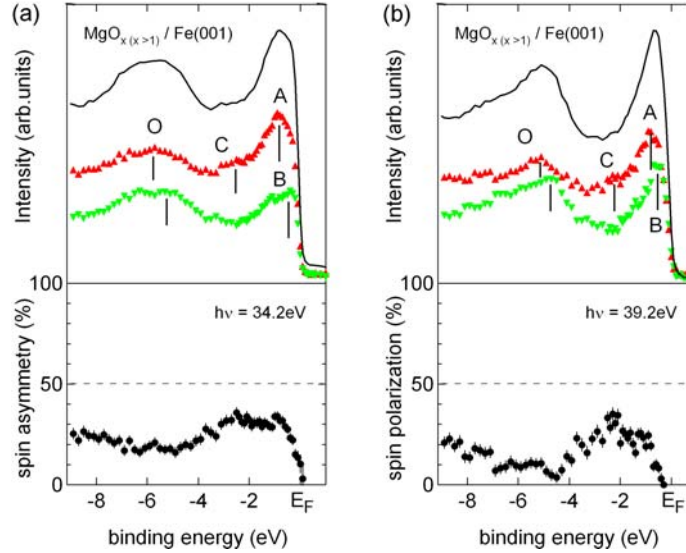 (a)
MgOx (x>1) / Fe(001)
Intensity (arb.units)
O
C
A
B
100
hν = 34.2eV
50
spin asymmetry (%)
0
-8 -6 -4 -2 EF
binding energy (eV)
(b)
MgOx (x>1) / Fe(001)
Intensity (arb.units)
O
C
A
B
100
hν = 39.2eV
50
spin polarization (%)
0
-8 -6 -4 -2 EF
binding energy (eV)